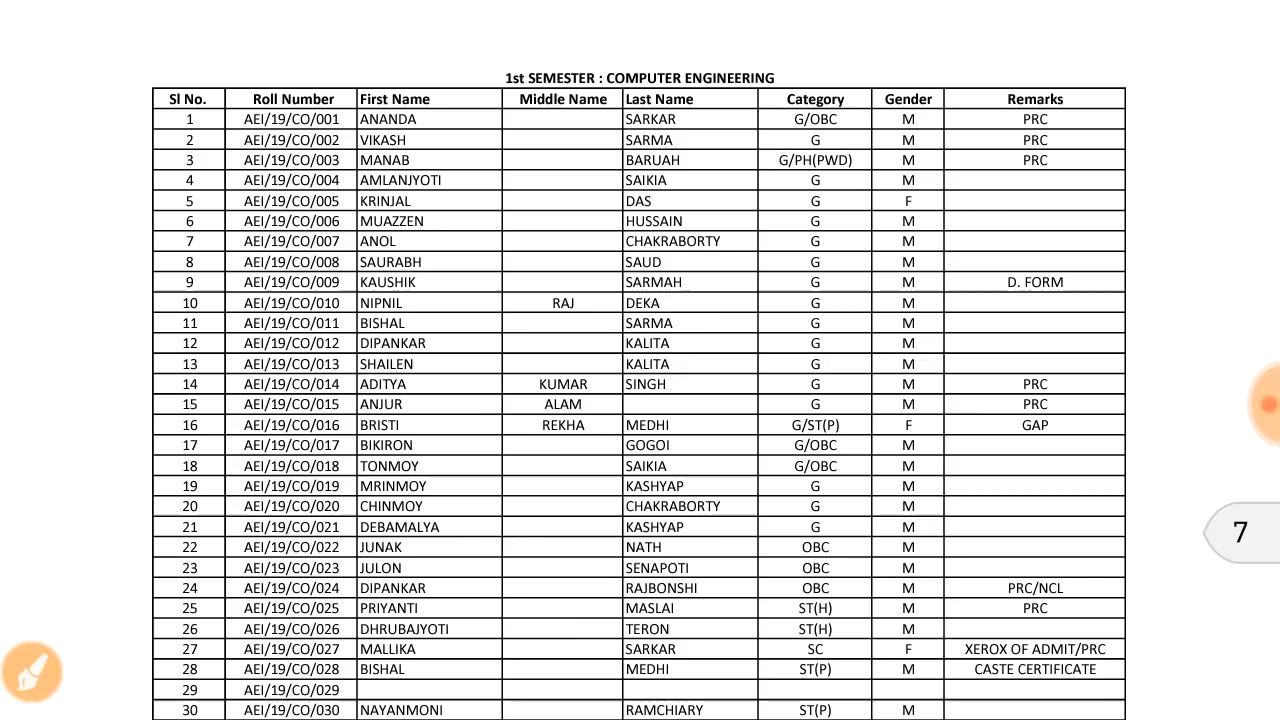 1st SEMESTER : COMPUTER ENGINEERING
Sl No. Roll Number First Name Middle Name Last Name Category Gender Remarks
1 AEI/19/CO/001 ANANDA SARKAR G/OBC M PRC
2 AEI/19/CO/002 VIKASH SARMA G M PRC
3 AEI/19/CO/003 MANAB BARUAH G/PH(PWD) M PRC
4 AEI/19/CO/004 AMLANJYOTI SAIKIA G M
5 AEI/19/CO/005 KRINJAL DAS G F
6 AEI/19/CO/006 MUAZZEN HUSSAIN G M
7 AEI/19/CO/007 ANOL CHAKRABORTY G M
8 AEI/19/CO/008 SAURABH SAUD G M
9 AEI/19/CO/009 KAUSHIK SARMAH G M D. FORM
10 AEI/19/CO/010 NIPNIL RAJ DEKA G M
11 AEI/19/CO/011 BISHAL SARMA G M
12 AEI/19/CO/012 DIPANKAR KALITA G M
13 AEI/19/CO/013 SHAILEN KALITA G M
14 AEI/19/CO/014 ADITYA KUMAR SINGH G M PRC
15 AEI/19/CO/015 ANJUR ALAM G M PRC
16 AEI/19/CO/016 BRISTI REKHA MEDHI G/ST(P) F GAP
17 AEI/19/CO/017 BIKIRON GOGOI G/OBC M
18 AEI/19/CO/018 TONMOY SAIKIA G/OBC M
19 AEI/19/CO/019 MRINMOY KASHYAP G M
20 AEI/19/CO/020 CHINMOY CHAKRABORTY G M
21 AEI/19/CO/021 DEBAMALYA KASHYAP G M
22 AEI/19/CO/022 JUNAK NATH OBC M
23 AEI/19/CO/023 JULON SENAPOTI OBC M
24 AEI/19/CO/024 DIPANKAR RAJBONSHI OBC M PRC/NCL
25 AEI/19/CO/025 PRIYANTI MASLAI ST(H) M PRC
26 AEI/19/CO/026 DHRUBAJYOTI TERON ST(H) M
27 AEI/19/CO/027 MALLIKA SARKAR SC F XEROX OF ADMIT/PRC
28 AEI/19/CO/028 BISHAL MEDHI ST(P) M CASTE CERTIFICATE
29 AEI/19/CO/029
30 AEI/19/CO/030 NAYANMONI RAMCHIARY ST(P) M
7